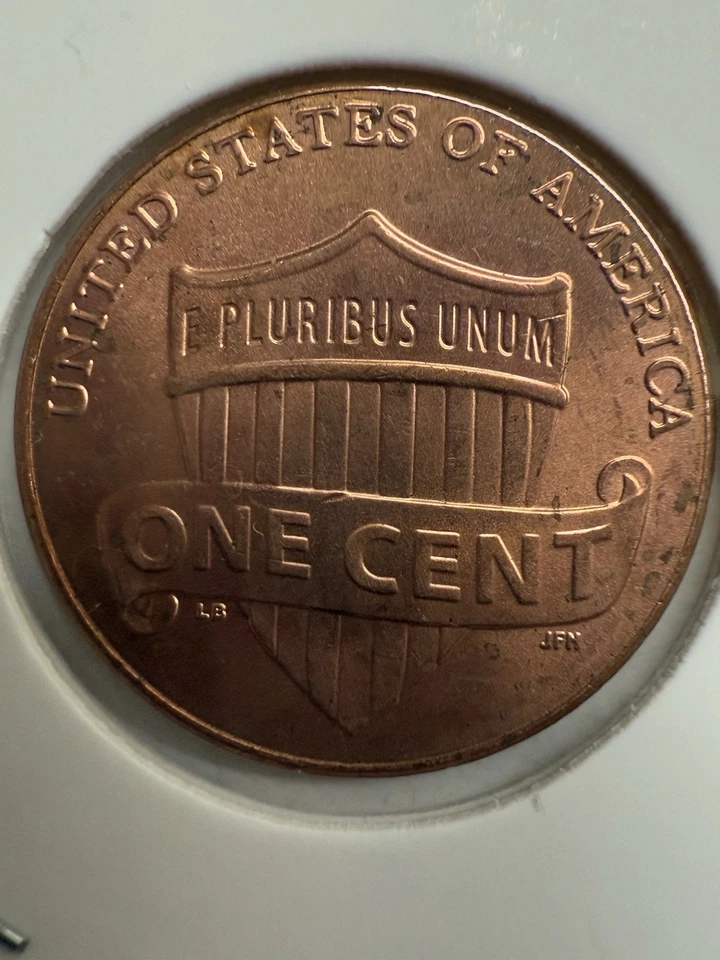 UNITED STATES OF AMERICA
E PLURIBUS UNUM
ONE CENT
LB
JFM